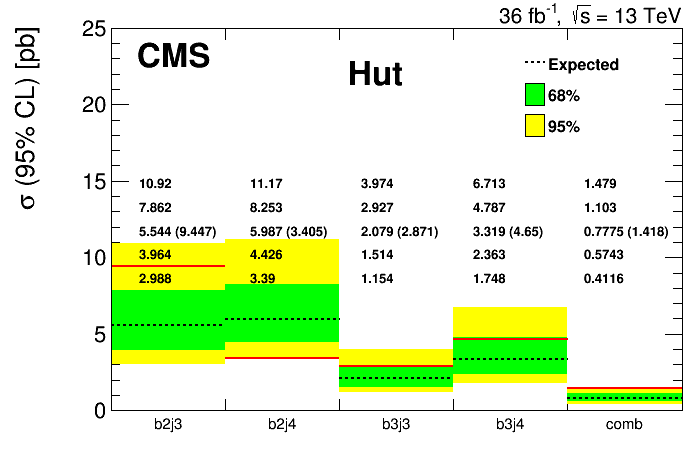 36 fb-1, √s = 13 TeV
σ (95% CL) [pb]
CMS
Hut
Expected
68%
95%
25
20
15
10
5
0
10.92 11.17 3.974 6.713 1.479
7.862 8.253 2.927 4.787 1.103
5.544 (9.447) 5.987 (3.405) 2.079 (2.871) 3.319 (4.65) 0.7775 (1.418)
3.964 4.426 1.514 2.363 0.5743
2.988 3.39 1.154 1.748 0.4116
b2j3 b2j4 b3j3 b3j4 comb